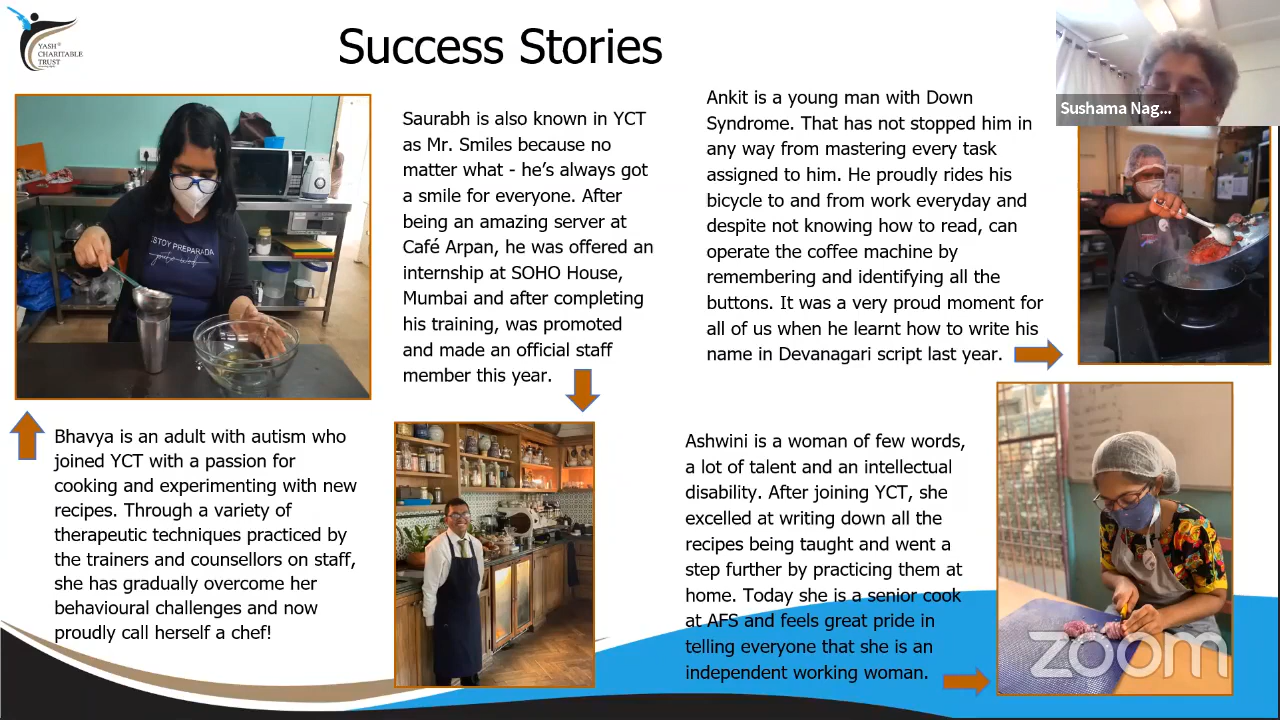 YASH®
CHARITABLE
TRUST
Success Stories
Sushama Nag...
ESTOY PREPARADA
Saurabh is also known in YCT
as Mr. Smiles because no
matter what - he's always got
a smile for everyone. After
being an amazing server at
Café Arpan, he was offered an
internship at SOHO House,
Mumbai and after completing
his training, was promoted
and made an official staff
member this year.
Ankit is a young man with Down
Syndrome. That has not stopped him in
any way from mastering every task
assigned to him. He proudly rides his
bicycle to and from work everyday and
despite not knowing how to read, can
operate the coffee machine by
remembering and identifying all the
buttons. It was a very proud moment for
all of us when he learnt how to write his
name in Devanagari script last year.
Bhavya is an adult with autism who
joined YCT with a passion for
cooking and experimenting with new
recipes. Through a variety of
therapeutic techniques practiced by
the trainers and counsellors on staff,
she has gradually overcome her
behavioural challenges and now
proudly call herself a chef!
Ashwini is a woman of few words,
a lot of talent and an intellectual
disability. After joining YCT, she
excelled at writing down all the
recipes being taught and went a
step further by practicing them at
home. Today she is a senior cook
at AFS and feels great pride in
telling everyone that she is an
independent working woman.
zoom